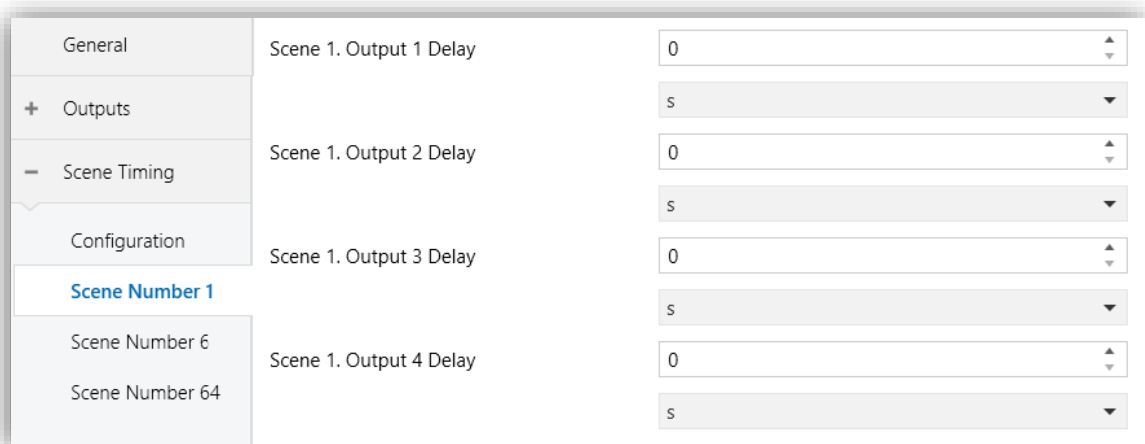 General
+ Outputs
− Scene Timing
Configuration
Scene Number 1
Scene Number 6
Scene Number 64
Scene 1. Output 1 Delay
0
s
Scene 1. Output 2 Delay
0
s
Scene 1. Output 3 Delay
0
s
Scene 1. Output 4 Delay
0
s